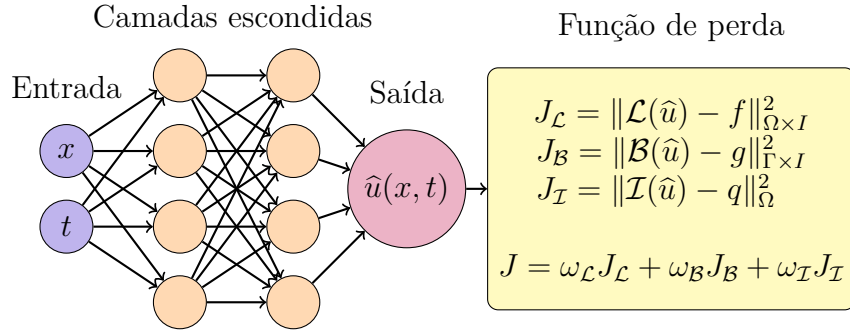 Camadas escondidas
Função de perda
Entrada
Saída
x
t
û(x, t)
J_ℒ = ‖ℒ(û) − f‖²_{Ω×I}
J_ℬ = ‖ℬ(û) − g‖²_{Γ×I}
J_ℐ = ‖ℐ(û) − q‖²_Ω
J = ω_ℒ J_ℒ + ω_ℬ J_ℬ + ω_ℐ J_ℐ